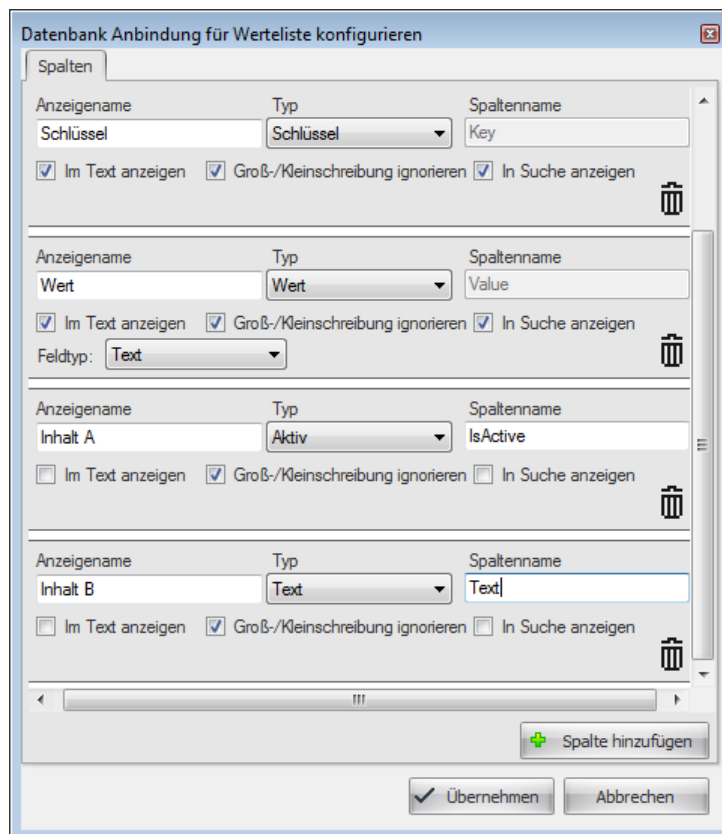 Datenbank Anbindung für Werteliste konfigurieren
Spalten
Anzeigename Typ Spaltenname
Schlüssel Schlüssel Key
Im Text anzeigen Groß-/Kleinschreibung ignorieren In Suche anzeigen
Anzeigename Typ Spaltenname
Wert Wert Value
Im Text anzeigen Groß-/Kleinschreibung ignorieren In Suche anzeigen
Feldtyp: Text
Anzeigename Typ Spaltenname
Inhalt A Aktiv IsActive
Im Text anzeigen Groß-/Kleinschreibung ignorieren In Suche anzeigen
Anzeigename Typ Spaltenname
Inhalt B Text Text
Im Text anzeigen Groß-/Kleinschreibung ignorieren In Suche anzeigen
Spalte hinzufügen
Übernehmen Abbrechen